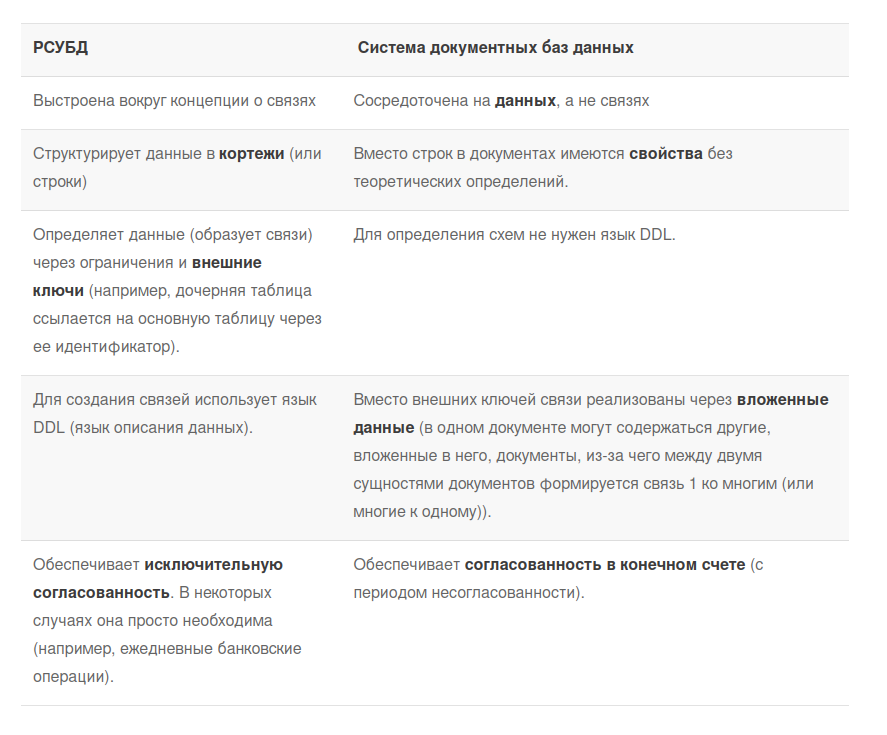 РСУБД
Система документных баз данных
Выстроена вокруг концепции о связях
Сосредоточена на данных, а не связях
Структурирует данные в кортежи (или
строки)
Вместо строк в документах имеются свойства без
теоретических определений.
Определяет данные (образует связи)
через ограничения и внешние
ключи (например, дочерняя таблица
ссылается на основную таблицу через
ее идентификатор).
Для определения схем не нужен язык DDL.
Для создания связей использует язык
DDL (язык описания данных).
Вместо внешних ключей связи реализованы через вложенные
данные (в одном документе могут содержаться другие,
вложенные в него, документы, из-за чего между двумя
сущностями документов формируется связь 1 ко многим (или
многие к одному)).
Обеспечивает исключительную
согласованность. В некоторых
случаях она просто необходима
(например, ежедневные банковские
операции).
Обеспечивает согласованность в конечном счете (с
периодом несогласованности).